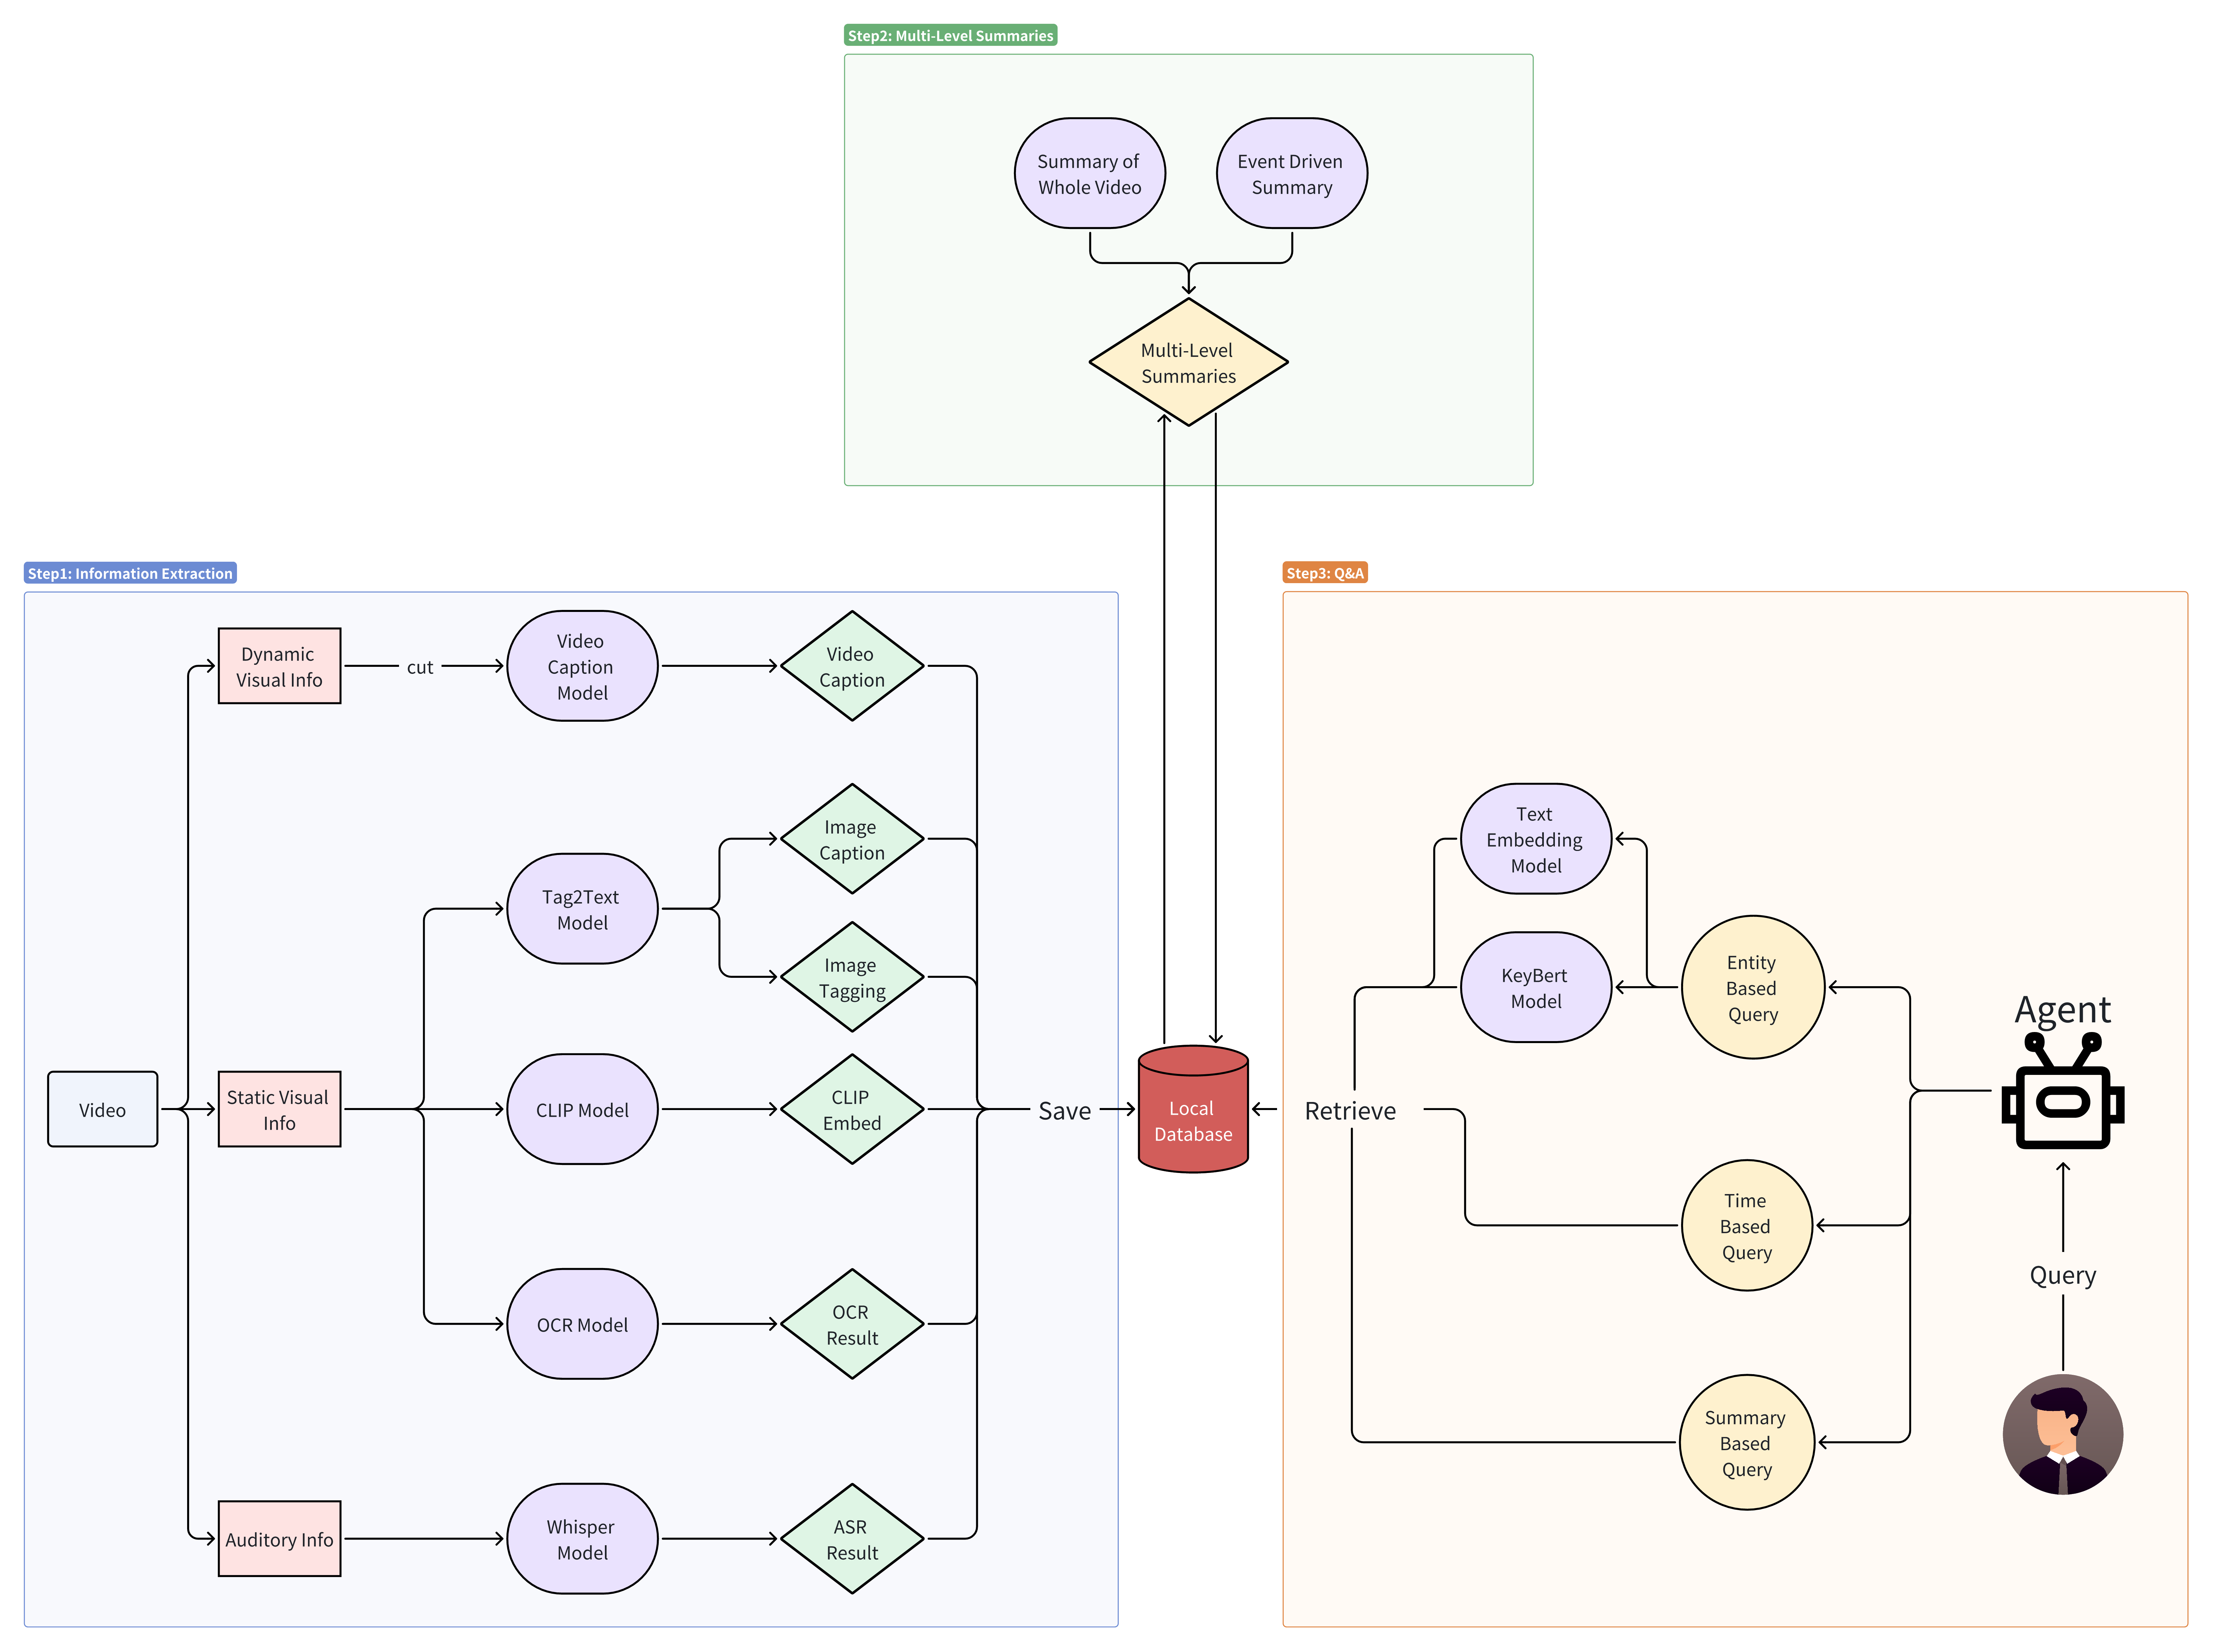 Step2: Multi-Level Summaries
Summary of
Whole Video
Event Driven
Summary
Multi-Level
Summaries
Step1: Information Extraction
Video
Dynamic
Visual Info
cut
Video
Caption
Model
Video
Caption
Static Visual
Info
Tag2Text
Model
Image
Caption
Image
Tagging
CLIP Model
CLIP
Embed
OCR Model
OCR
Result
Auditory Info
Whisper
Model
ASR
Result
Save
Local
Database
Step3: Q&A
Retrieve
Text
Embedding
Model
KeyBert
Model
Entity
Based
Query
Time
Based
Query
Summary
Based
Query
Agent
Query